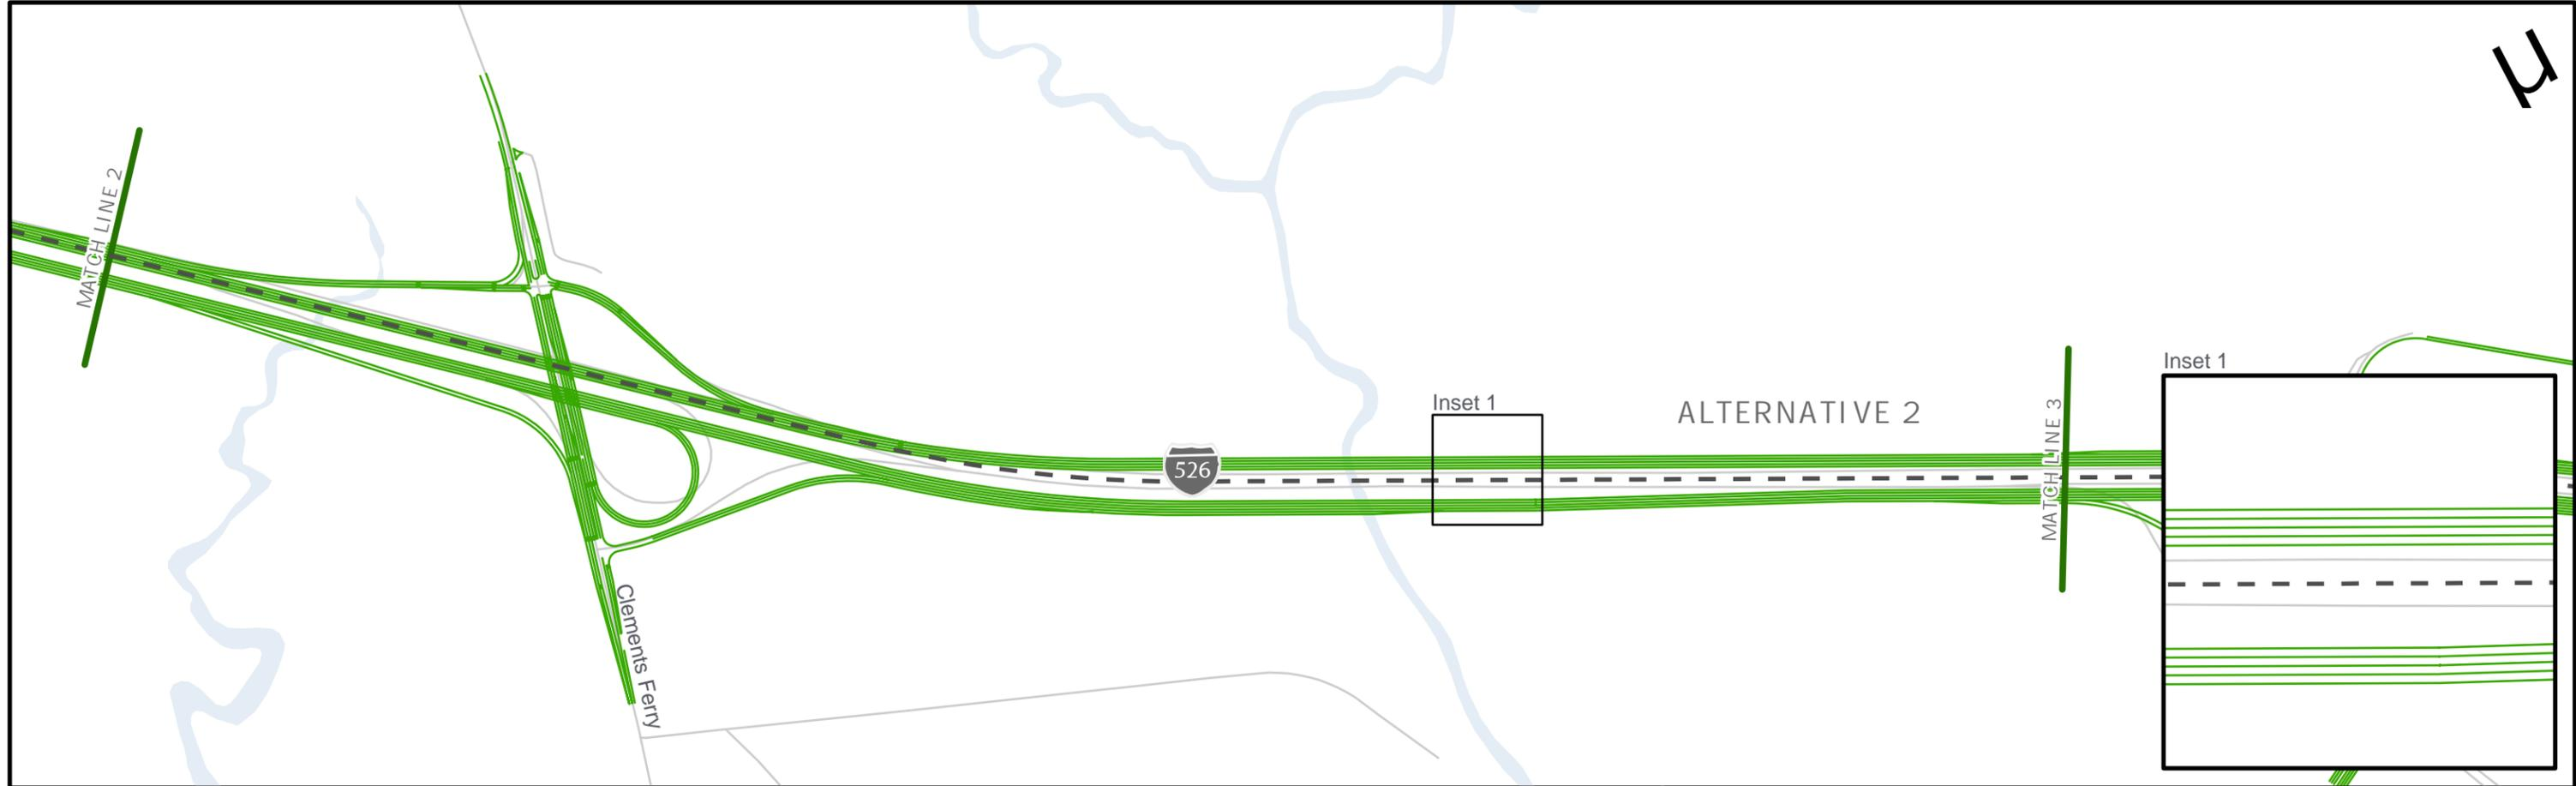 µ
MATCH LINE 2
Inset 1
Inset 1
ALTERNATIVE 2
MATCH LINE 3
526
Clements Ferry